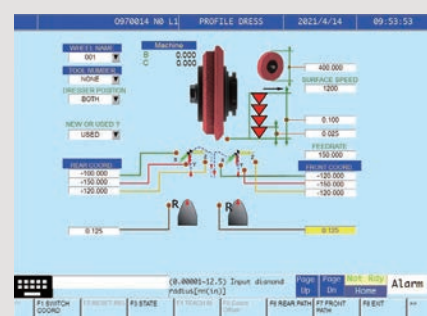 O970014 N0 L1 PROFILE DRESS 2021/4/14 09:53:53
WHEEL NAME
001
TOOL NUMBER
NONE
DRESSER POSITION
BOTH
NEW OR USED ?
USED
Machine
B 0.000
C 0.000
400.000
SURFACE SPEED
1200
0.100
0.025
FEEDRATE
150.000
REAR COORD
-100.000
-150.000
-120.000
FRONT COORD
-120.000
-150.000
-120.000
R
R
0.125
0.125
(0.00001-12.5) Input diamond
radius[mm(in)]
Page Up
Page Dn
Not Rdy
Home
Alarm
F1 SWITCH COORD
F3 STATE
F6 REAR PATH
F7 FRONT PATH
F8 EXIT